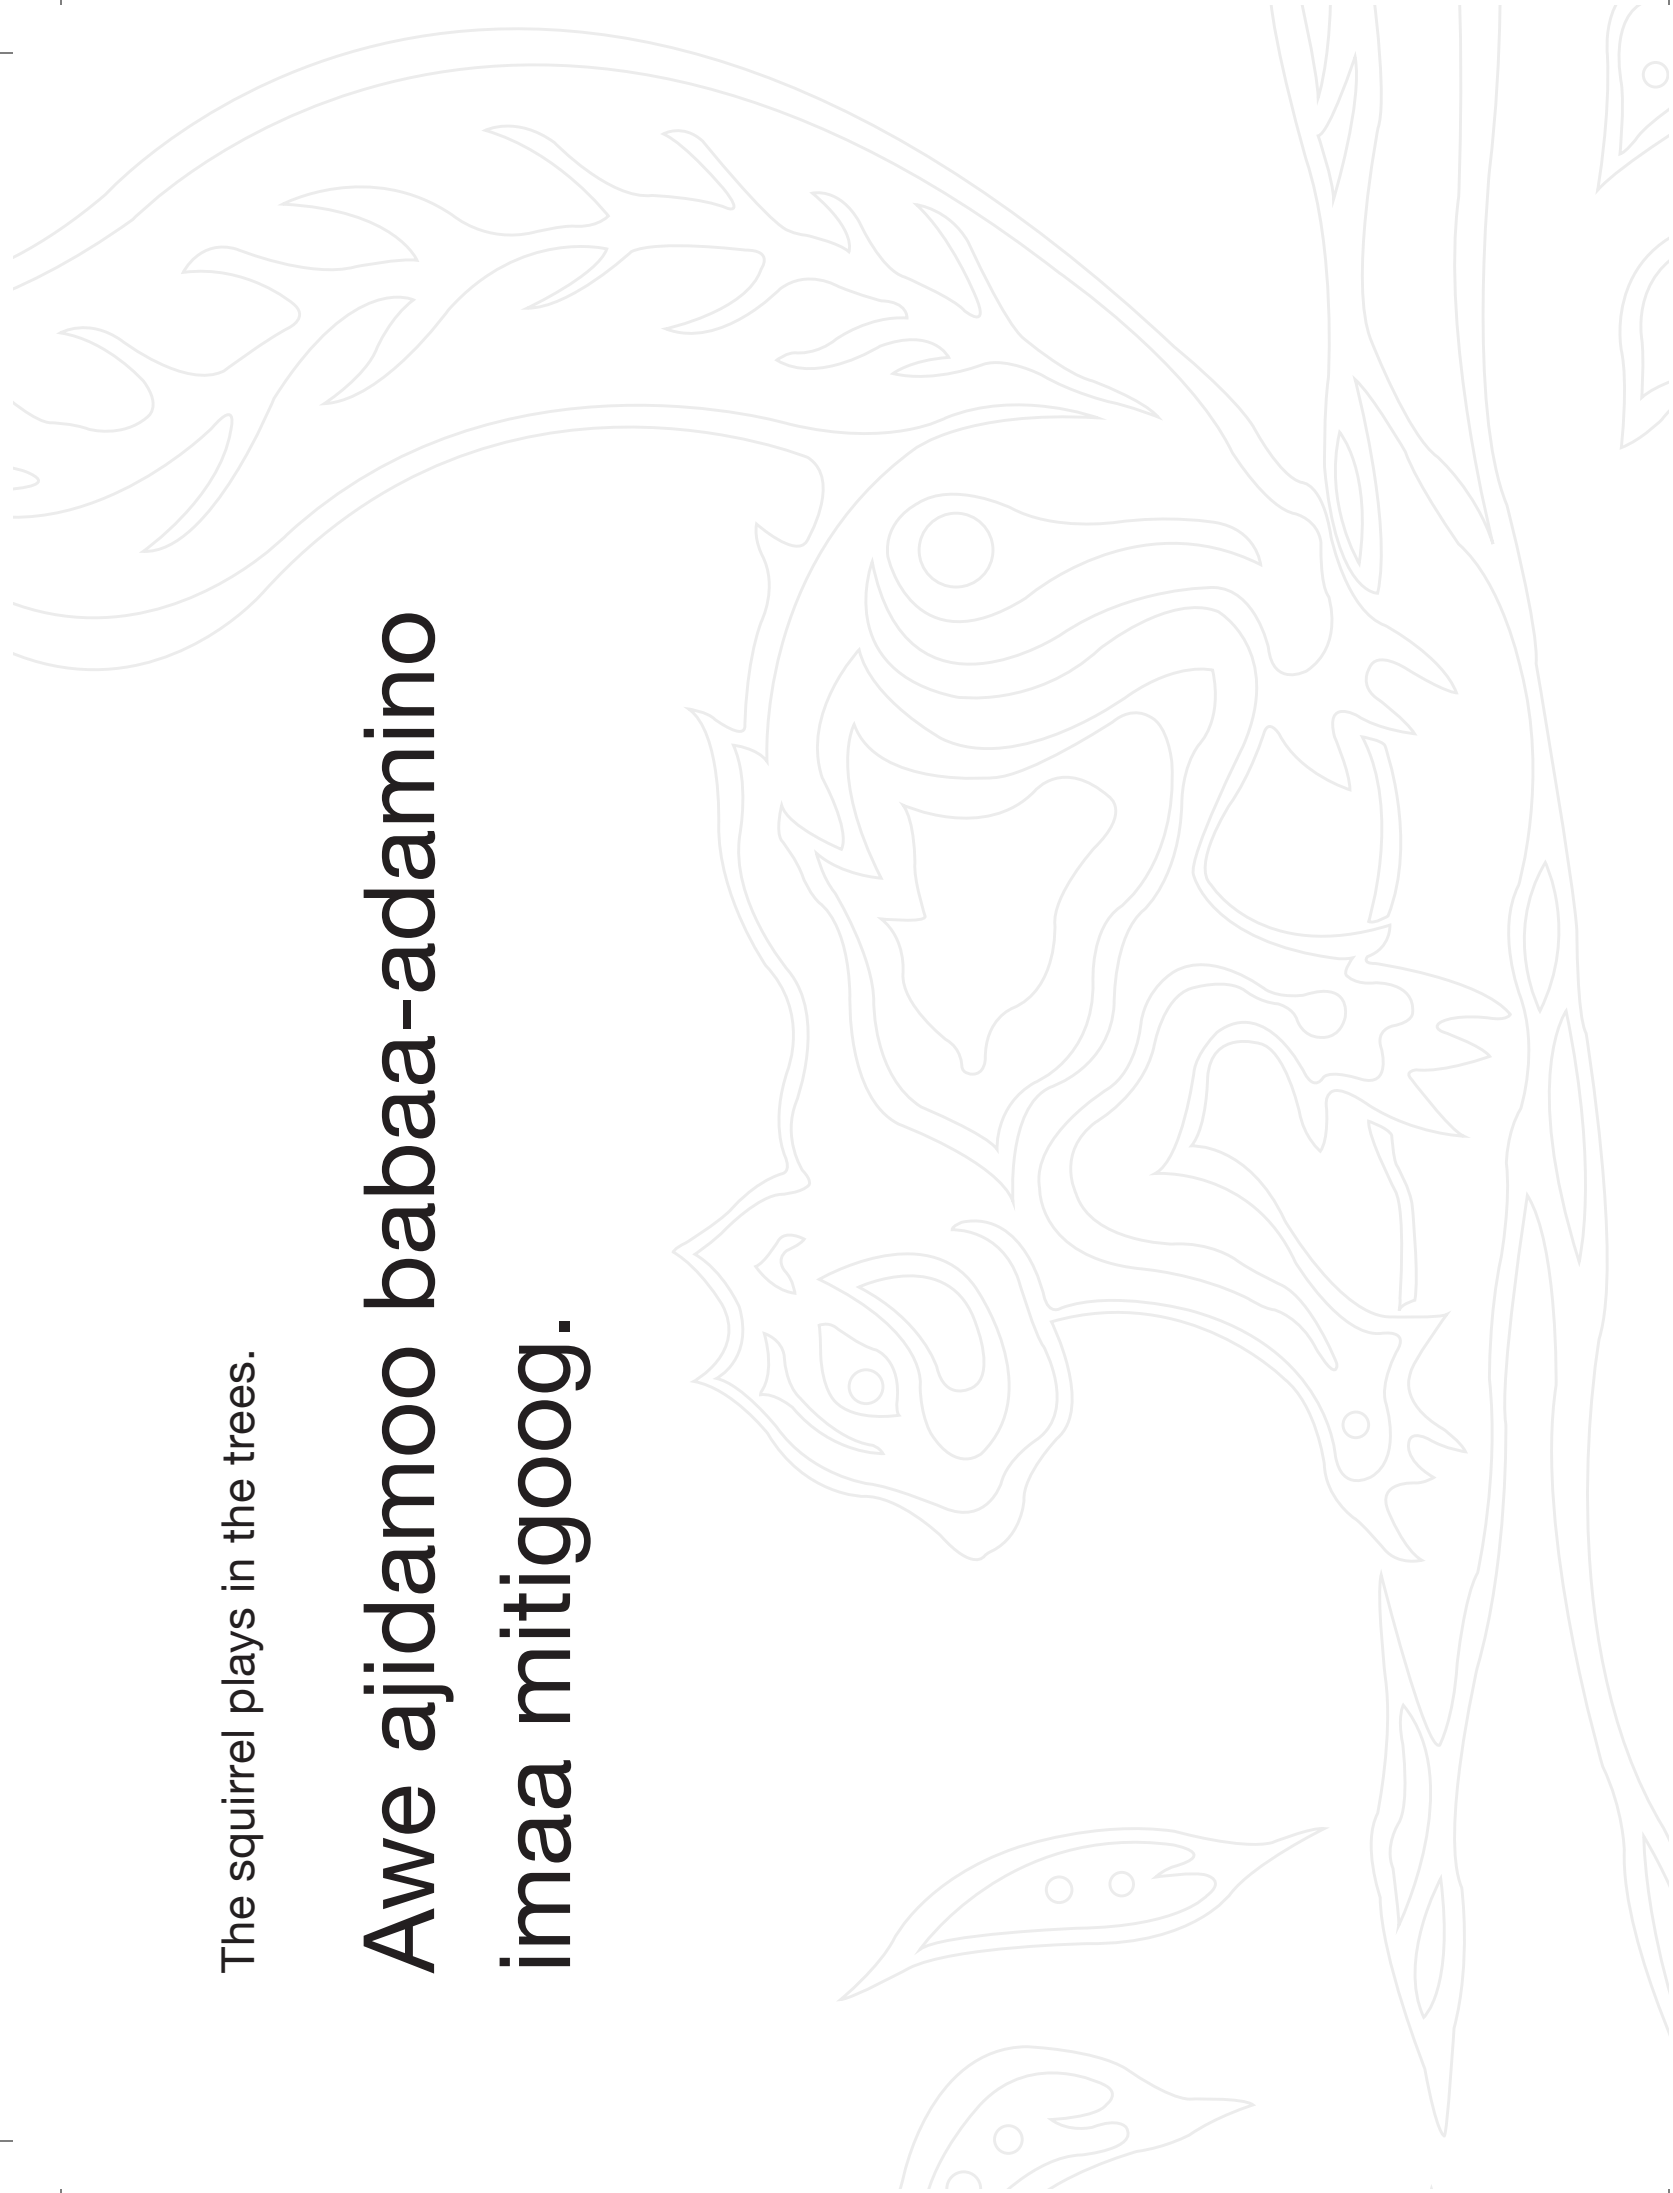 The squirrel plays in the trees.
Awe ajidamoo babaa-adamino
imaa mitigoog.